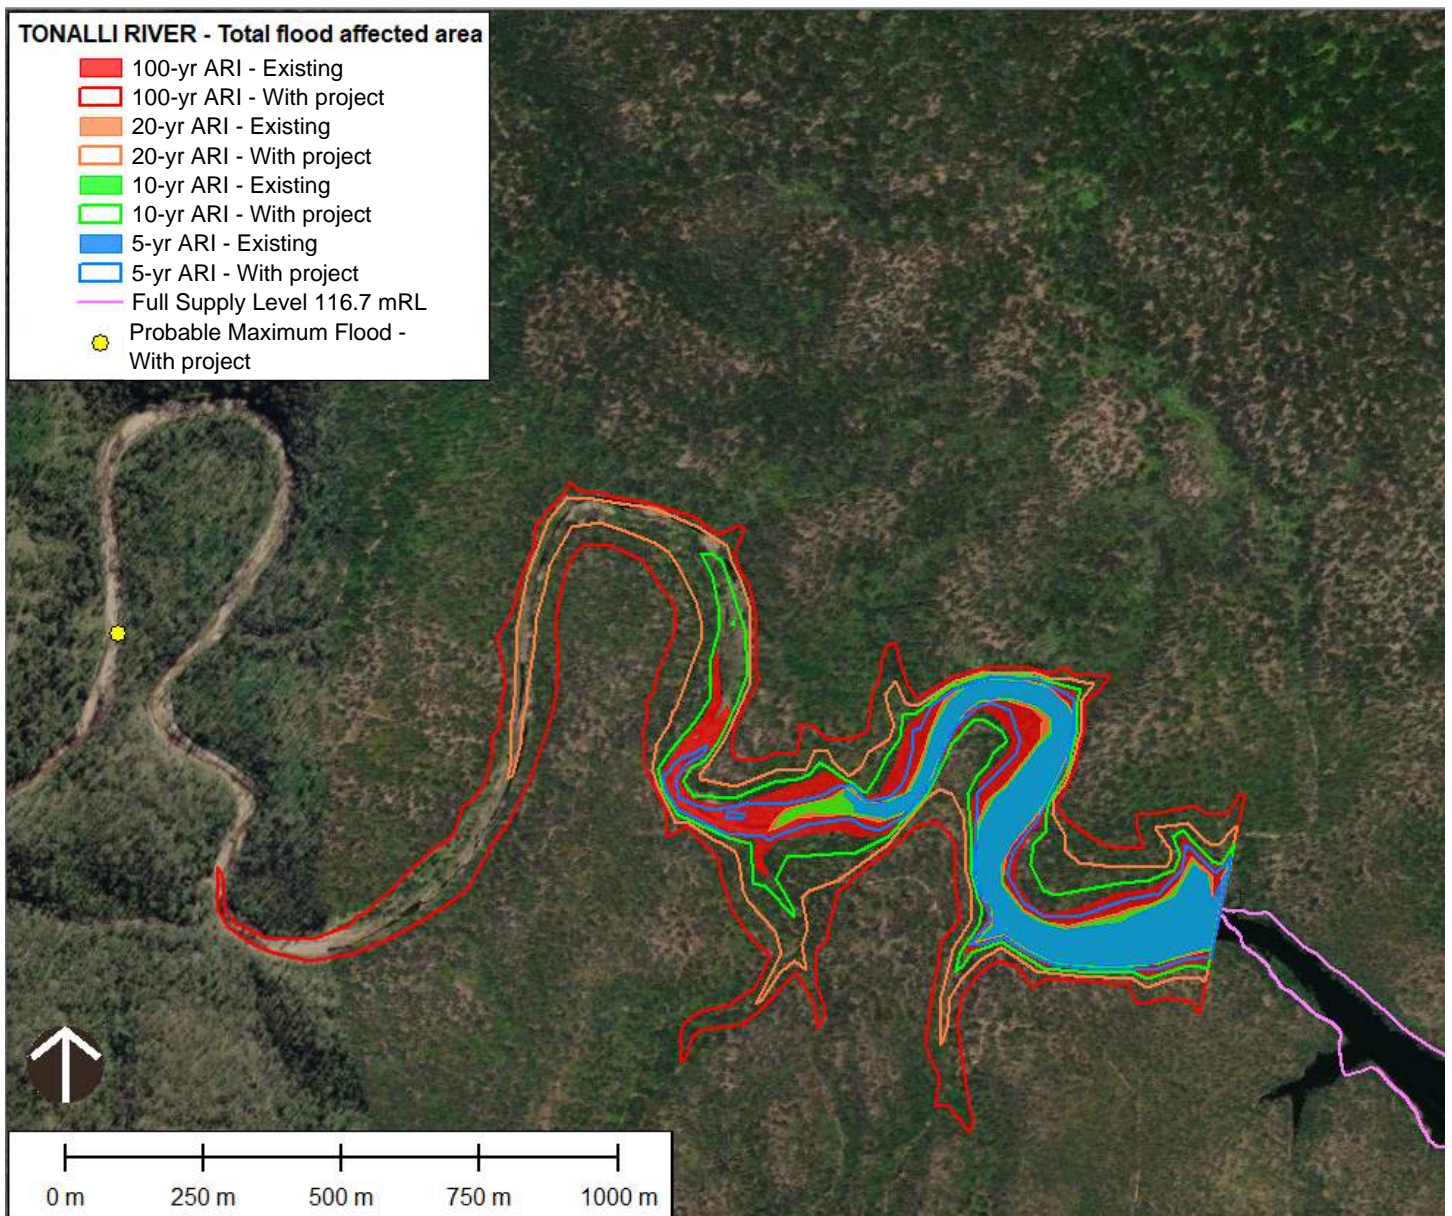 TONALLI RIVER - Total flood affected area
100-yr ARI - Existing
100-yr ARI - With project
20-yr ARI - Existing
20-yr ARI - With project
10-yr ARI - Existing
10-yr ARI - With project
5-yr ARI - Existing
5-yr ARI - With project
Full Supply Level 116.7 mRL
Probable Maximum Flood -
With project
0 m 250 m 500 m 750 m 1000 m